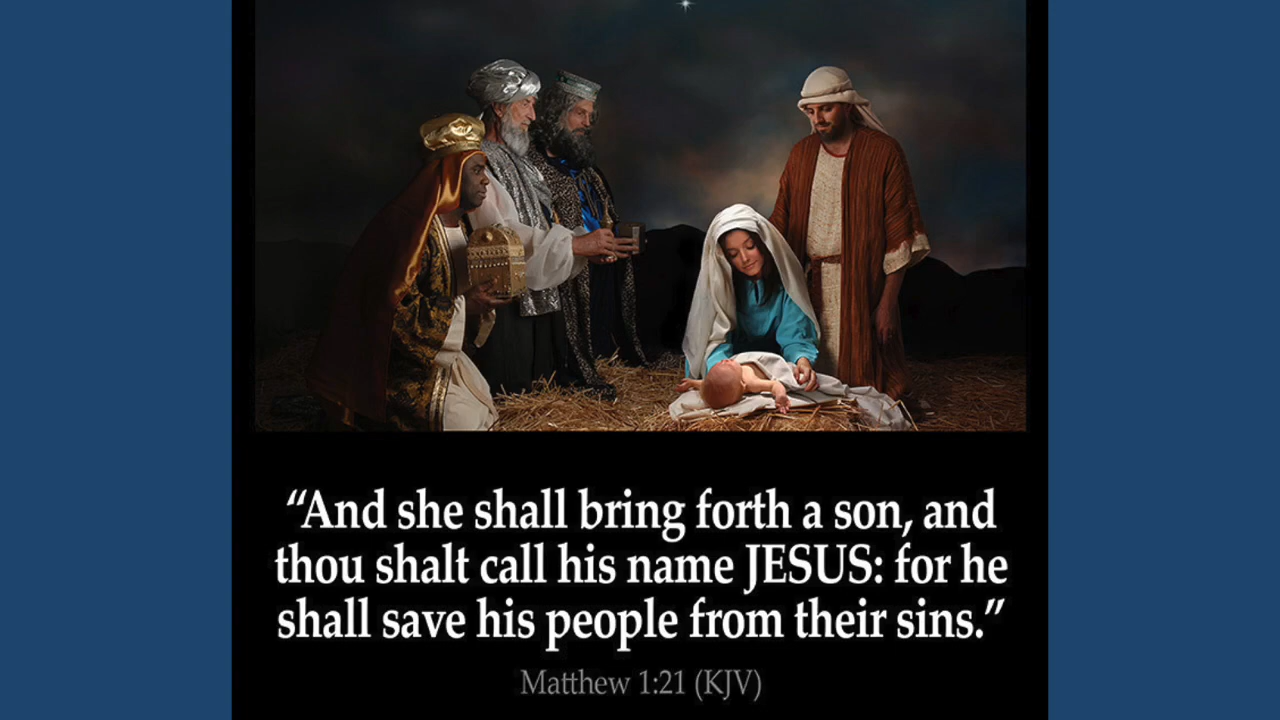 “And she shall bring forth a son, and
thou shalt call his name JESUS: for he
shall save his people from their sins.”
Matthew 1:21 (KJV)